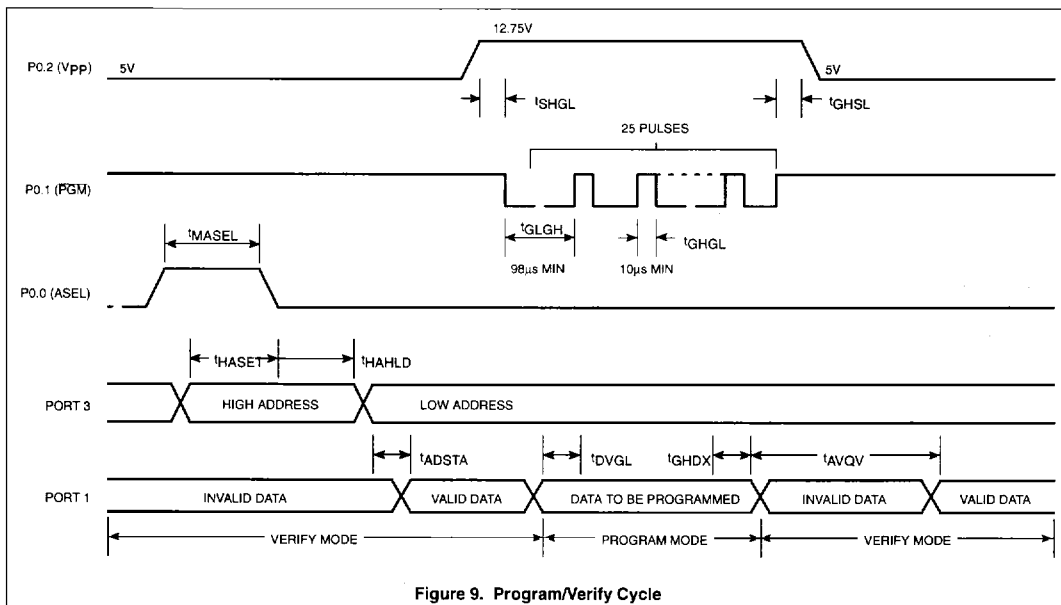 12.75V
P0.2 (VPP)
5V
5V
tSHGL
tGHSL
25 PULSES
P0.1 (PGM)
tMASEL
tGLGH
tGHGL
98µs MIN
10µs MIN
P0.0 (ASEL)
tHASET
tHAHLD
PORT 3
HIGH ADDRESS
LOW ADDRESS
tADSTA
tDVGL
tGHDX
tAVQV
PORT 1
INVALID DATA
VALID DATA
DATA TO BE PROGRAMMED
INVALID DATA
VALID DATA
VERIFY MODE
PROGRAM MODE
VERIFY MODE
Figure 9. Program/Verify Cycle